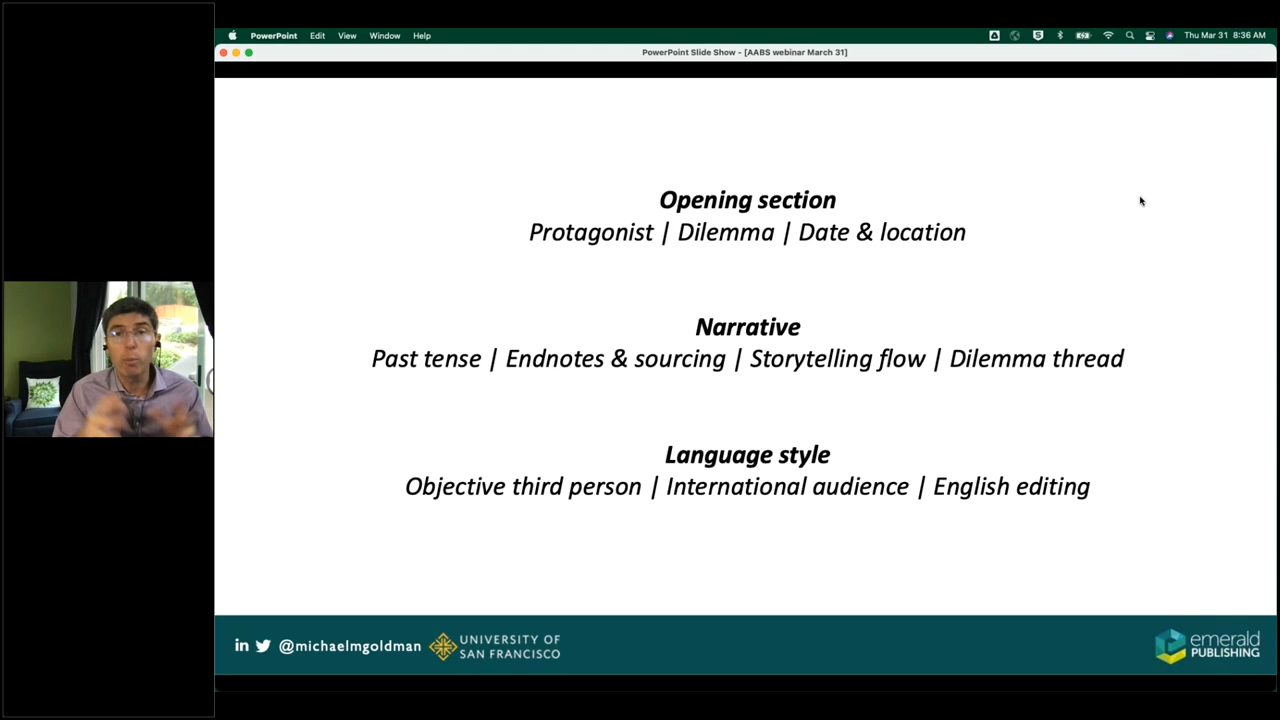 PowerPoint Edit View Window Help Thu Mar 31 8:36 AM
PowerPoint Slide Show - [AABS webinar March 31]
Opening section
Protagonist | Dilemma | Date & location
Narrative
Past tense | Endnotes & sourcing | Storytelling flow | Dilemma thread
Language style
Objective third person | International audience | English editing
in @michaelmgoldman
UNIVERSITY OF
SAN FRANCISCO
emerald
PUBLISHING